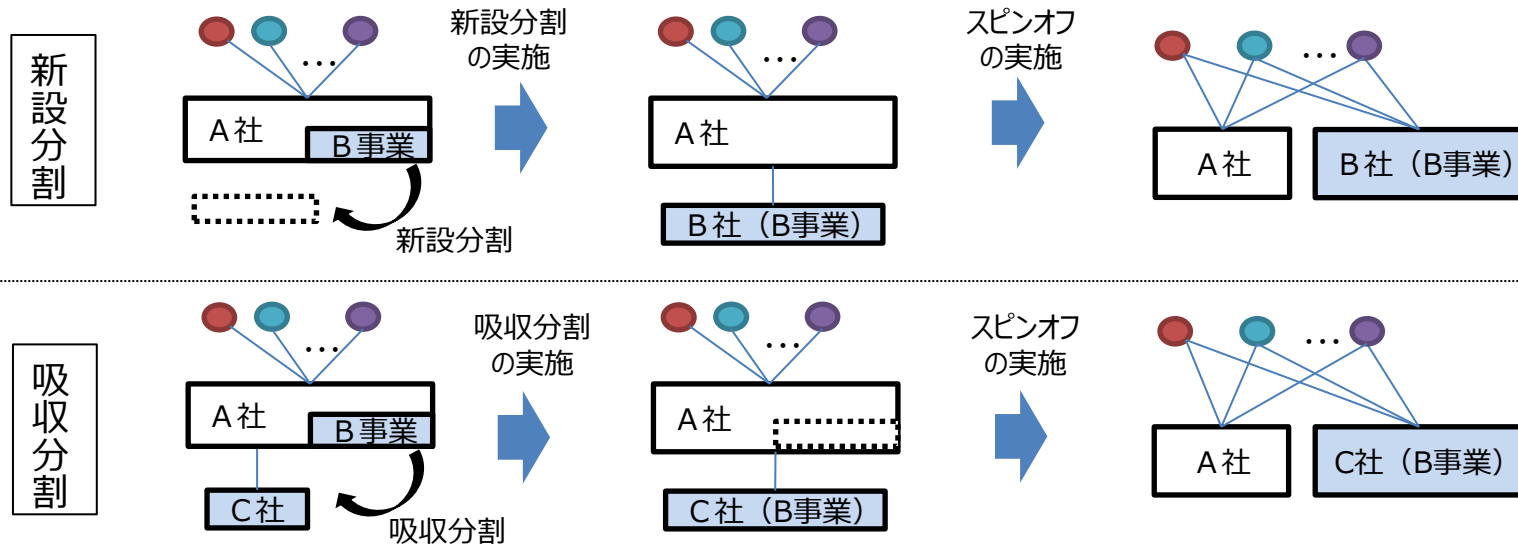 新設分割
新設分割
の実施
スピンオフ
の実施
…
…
…
A社
B事業
A社
A社
B社（B事業）
B社（B事業）
新設分割
吸収分割
吸収分割
の実施
スピンオフ
の実施
…
…
…
A社
B事業
A社
A社
C社（B事業）
C社
C社（B事業）
吸収分割